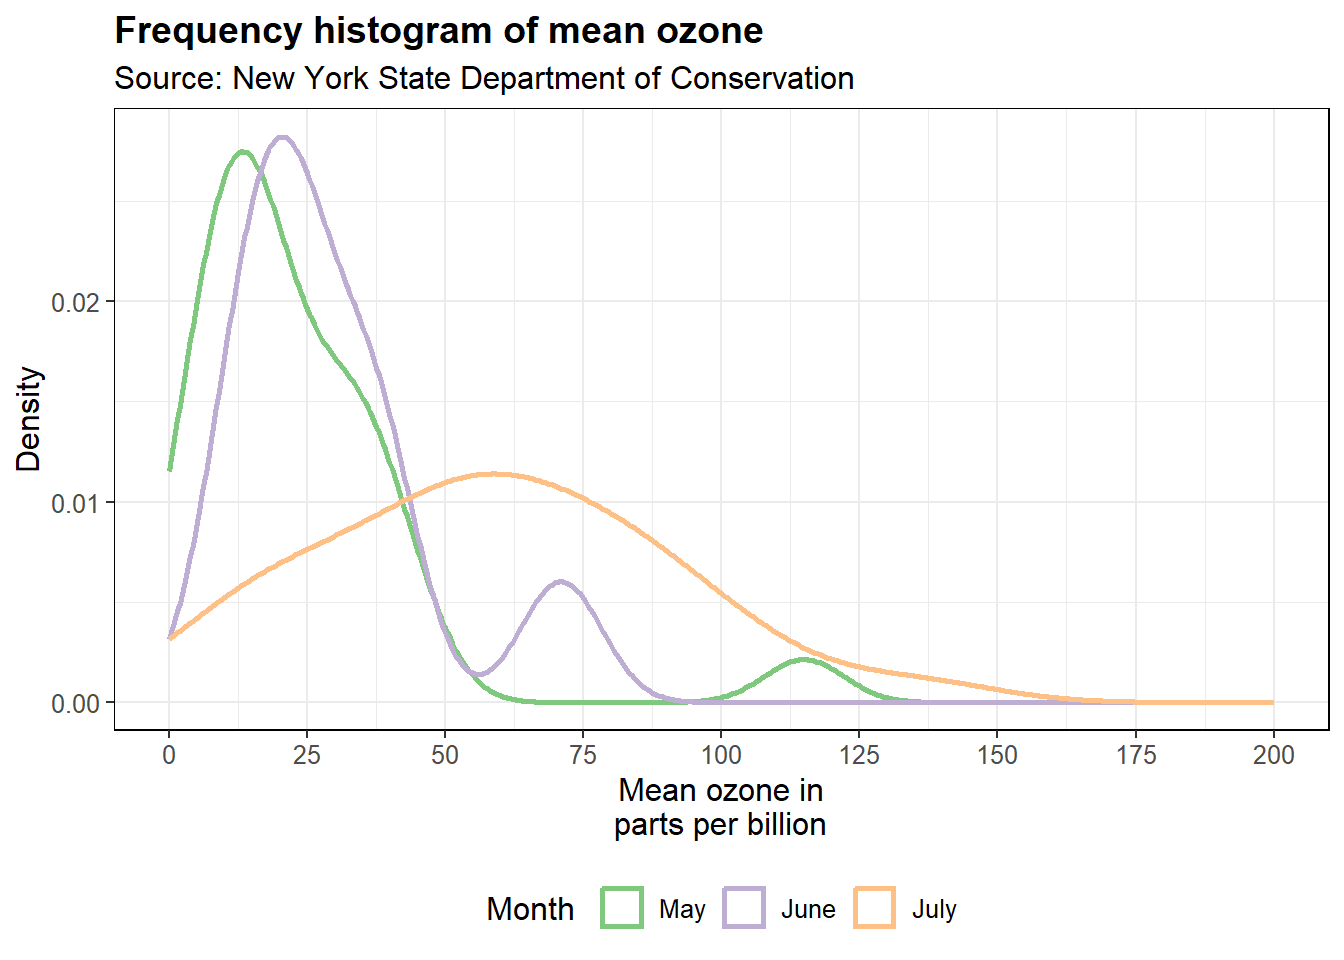 Frequency histogram of mean ozone
Source: New York State Department of Conservation
Density
0.02
0.01
0.00
0 25 50 75 100 125 150 175 200
Mean ozone in
parts per billion
Month May June July